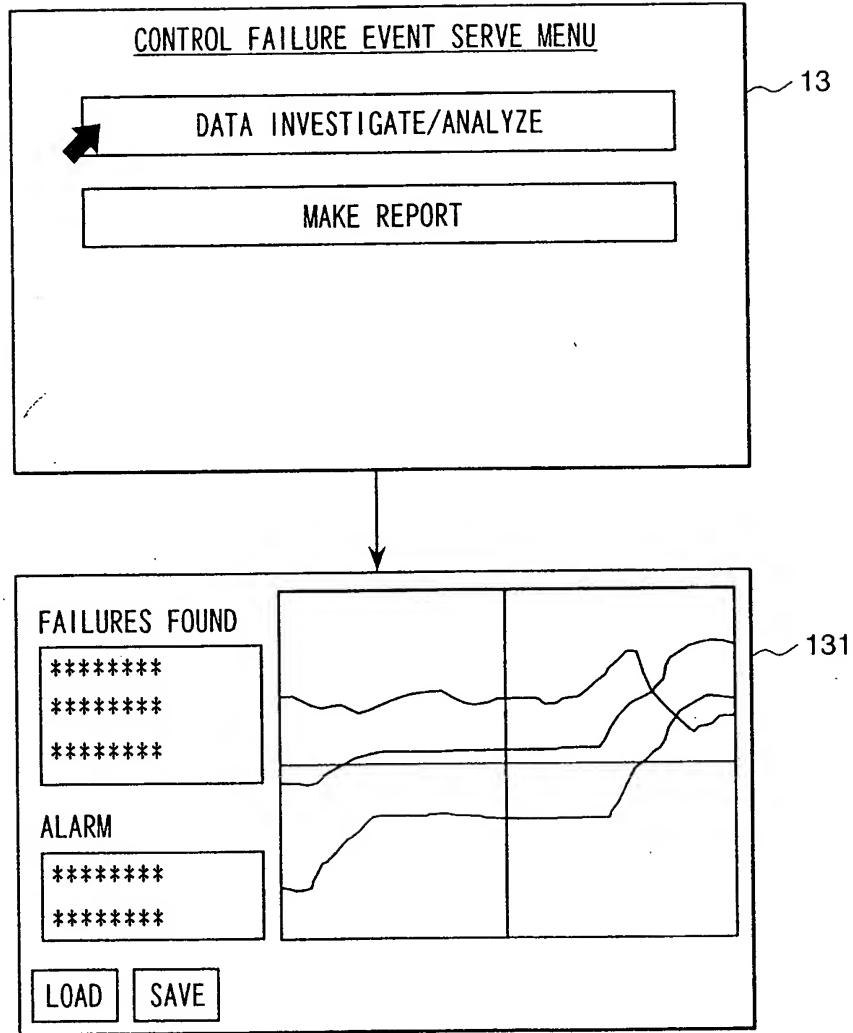 CONTROL FAILURE EVENT SERVE MENU
13
DATA INVESTIGATE/ANALYZE
MAKE REPORT
FAILURES FOUND
********
********
********
131
ALARM
********
********
LOAD SAVE